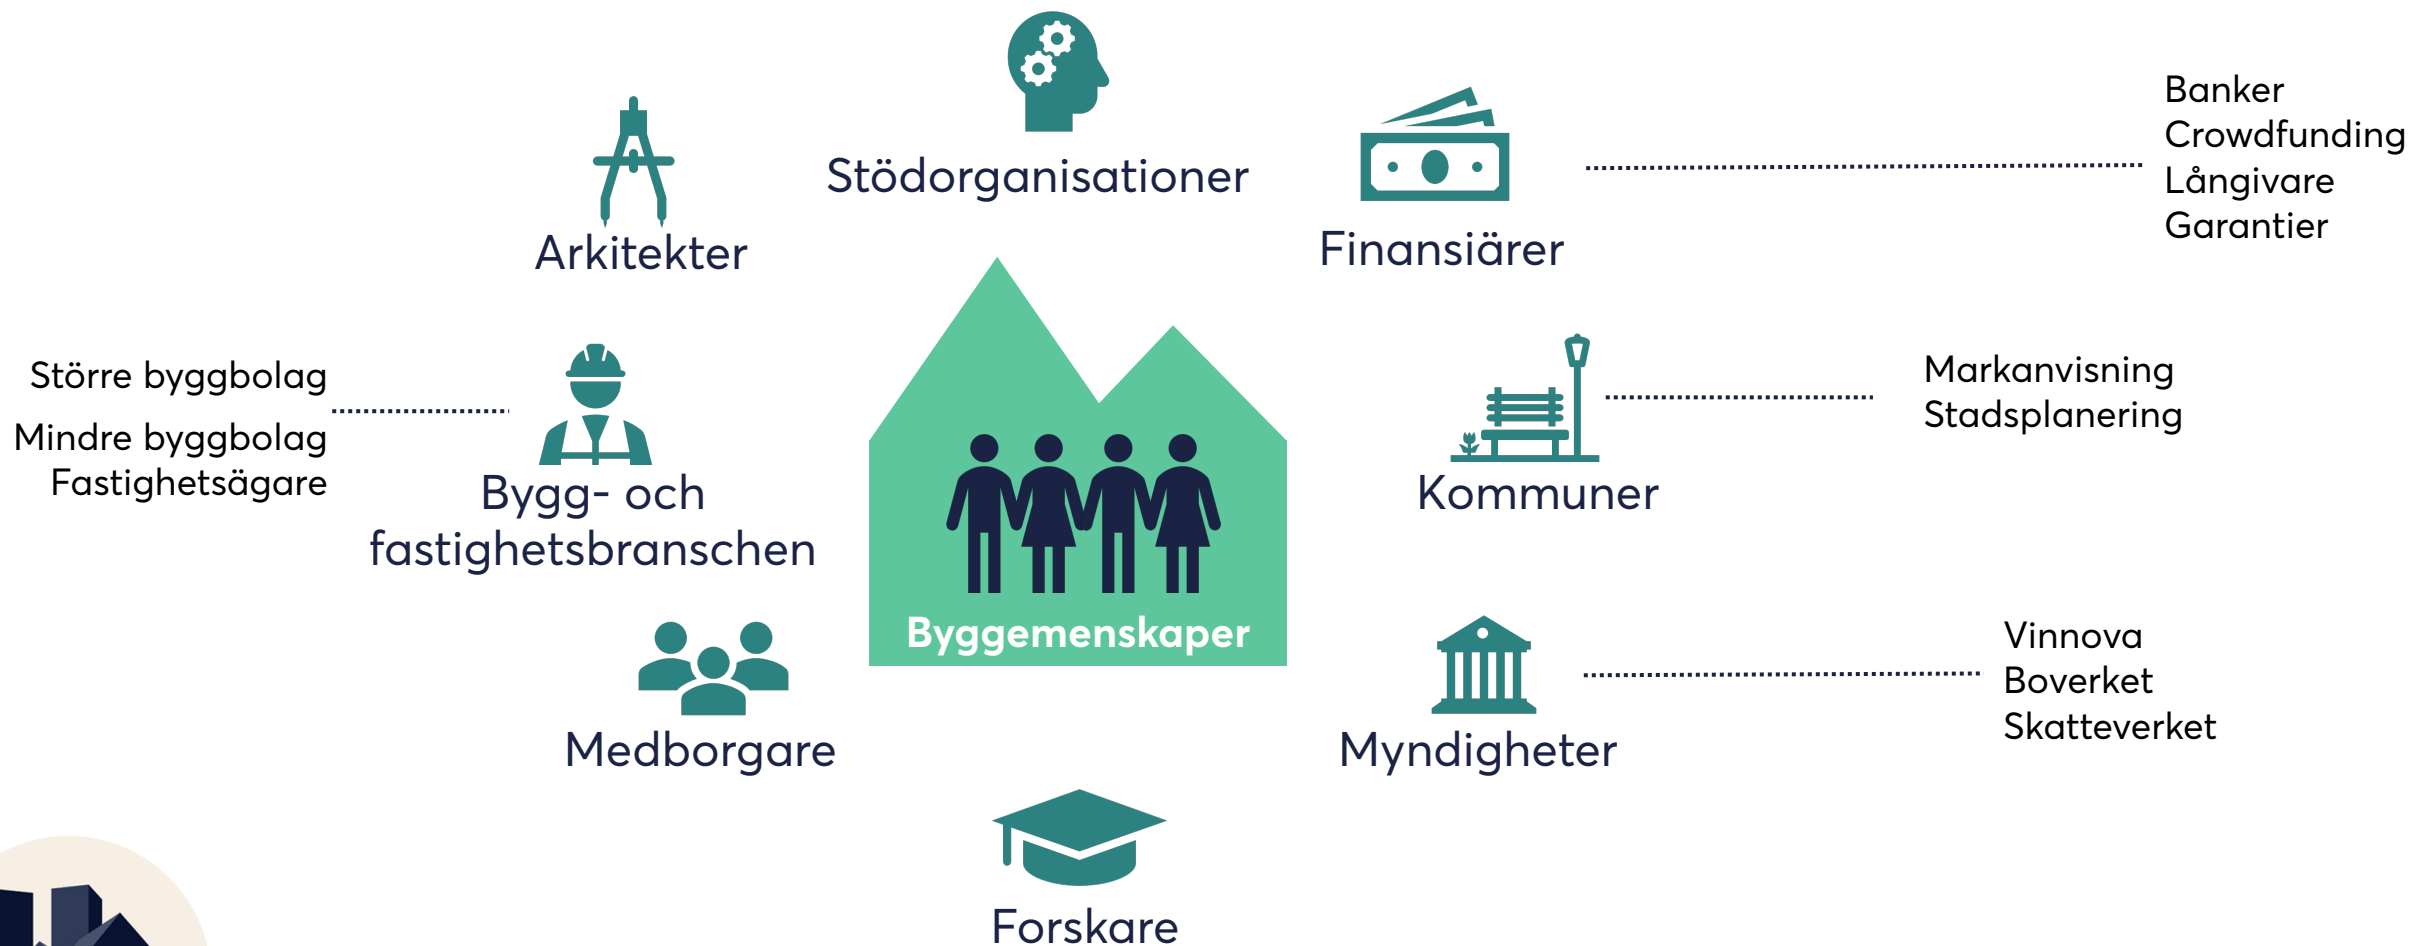 Stödorganisationer
Arkitekter
Finansiärer
Banker
Crowdfunding
Långivare
Garantier
Större byggbolag
Mindre byggbolag
Fastighetsägare
Bygg- och
fastighetsbranschen
Byggemenskaper
Kommuner
Markanvisning
Stadsplanering
Medborgare
Myndigheter
Vinnova
Boverket
Skatteverket
Forskare